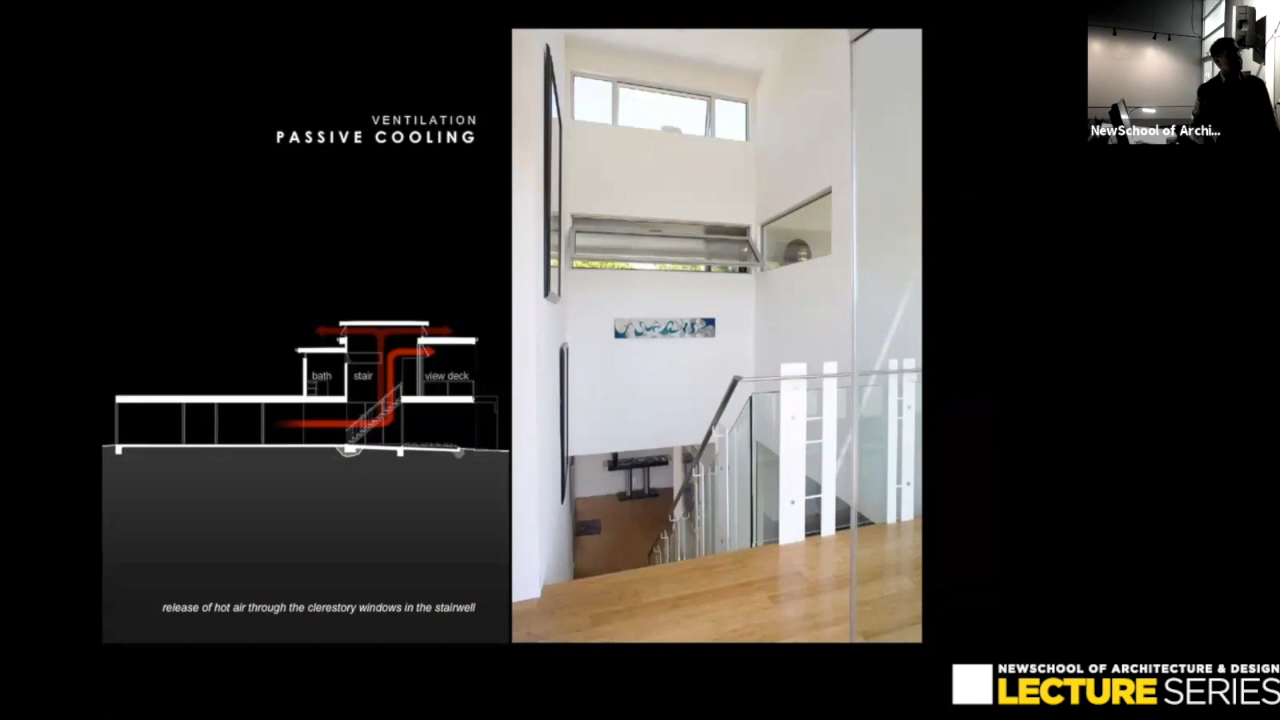 VENTILATION
PASSIVE COOLING
bath
stair
view deck
release of hot air through the clerestory windows in the stairwell
NewSchool of Archi...
NEWSCHOOL OF ARCHITECTURE & DESIGN
LECTURE SERIES